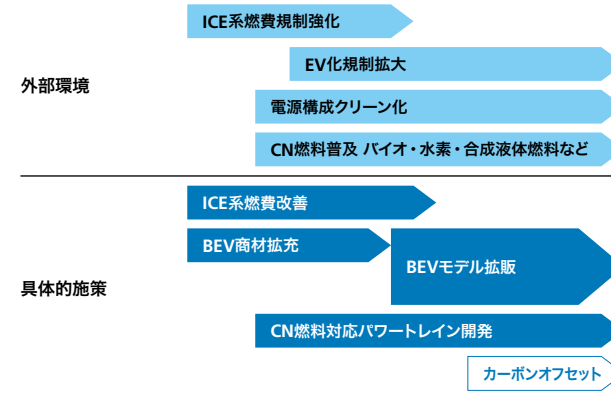 外部環境
ICE系燃費規制強化
EV化規制拡大
電源構成クリーン化
CN燃料普及 バイオ・水素・合成液体燃料など
具体的施策
ICE系燃費改善
BEV商材拡充
BEVモデル拡販
CN燃料対応パワートレイン開発
カーボンオフセット